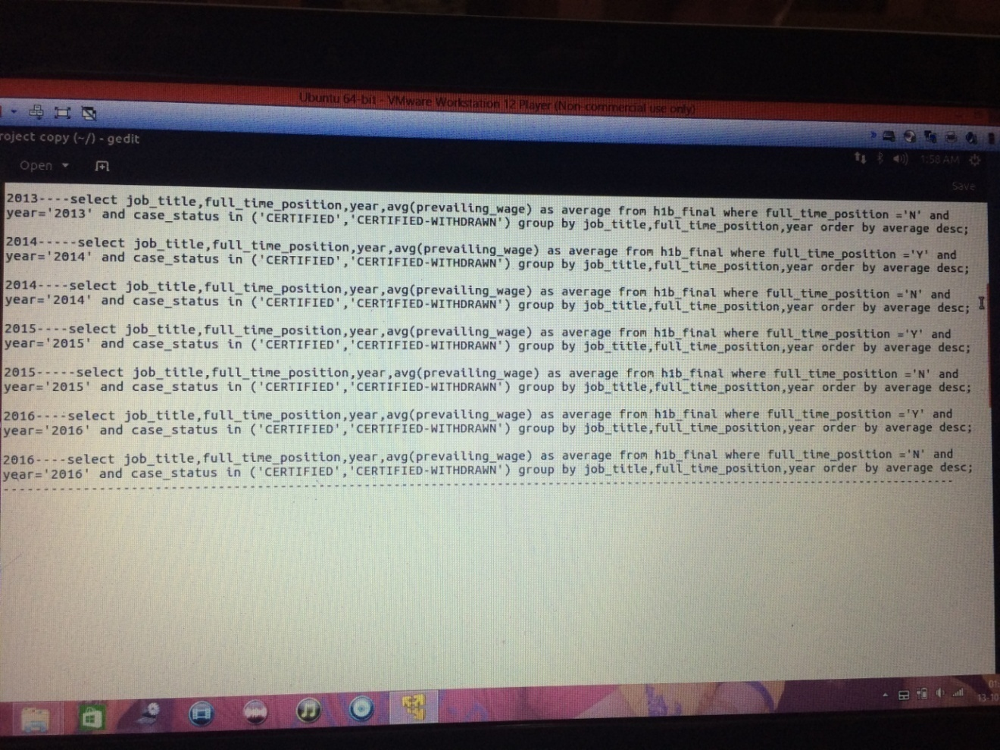 Ubuntu 64-bit - VMware Workstation 12 Player (Non-commercial use only)
roject copy (~/) - gedit
Open
1:58 AM
Save
2013----select job_title,full_time_position,year,avg(prevailing_wage) as average from h1b_final where full_time_position ='N' and
year='2013' and case_status in ('CERTIFIED','CERTIFIED-WITHDRAWN') group by job_title,full_time_position,year order by average desc;
2014-----select job_title,full_time_position,year,avg(prevailing_wage) as average from h1b_final where full_time_position ='Y' and
year='2014' and case_status in ('CERTIFIED','CERTIFIED-WITHDRAWN') group by job_title,full_time_position,year order by average desc;
2014----select job_title,full_time_position,year,avg(prevailing_wage) as average from h1b_final where full_time_position ='N' and
year='2014' and case_status in ('CERTIFIED','CERTIFIED-WITHDRAWN') group by job_title,full_time_position,year order by average desc;
2015----select job_title,full_time_position,year,avg(prevailing_wage) as average from h1b_final where full_time_position ='Y' and
year='2015' and case_status in ('CERTIFIED','CERTIFIED-WITHDRAWN') group by job_title,full_time_position,year order by average desc;
2015-----select job_title,full_time_position,year,avg(prevailing_wage) as average from h1b_final where full_time_position ='N' and
year='2015' and case_status in ('CERTIFIED','CERTIFIED-WITHDRAWN') group by job_title,full_time_position,year order by average desc;
2016----select job_title,full_time_position,year,avg(prevailing_wage) as average from h1b_final where full_time_position ='Y' and
year='2016' and case_status in ('CERTIFIED','CERTIFIED-WITHDRAWN') group by job_title,full_time_position,year order by average desc;
2016----select job_title,full_time_position,year,avg(prevailing_wage) as average from h1b_final where full_time_position ='N' and
year='2016' and case_status in ('CERTIFIED','CERTIFIED-WITHDRAWN') group by job_title,full_time_position,year order by average desc;
01:
13-10